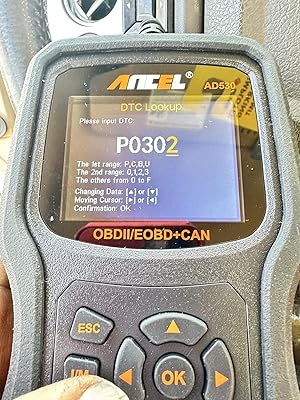 ANCEL®
AD530
DTC Lookup
Please input DTC:
P0302
The 1st range: P,C,B,U
The 2nd range: 0,1,2,3
The others from 0 to F
Changing Data: [▲] or [▼]
Moving Cursor: [▶] or [◀]
Confirmation: OK
OBDII/EOBD+CAN
ESC
I/M
OK